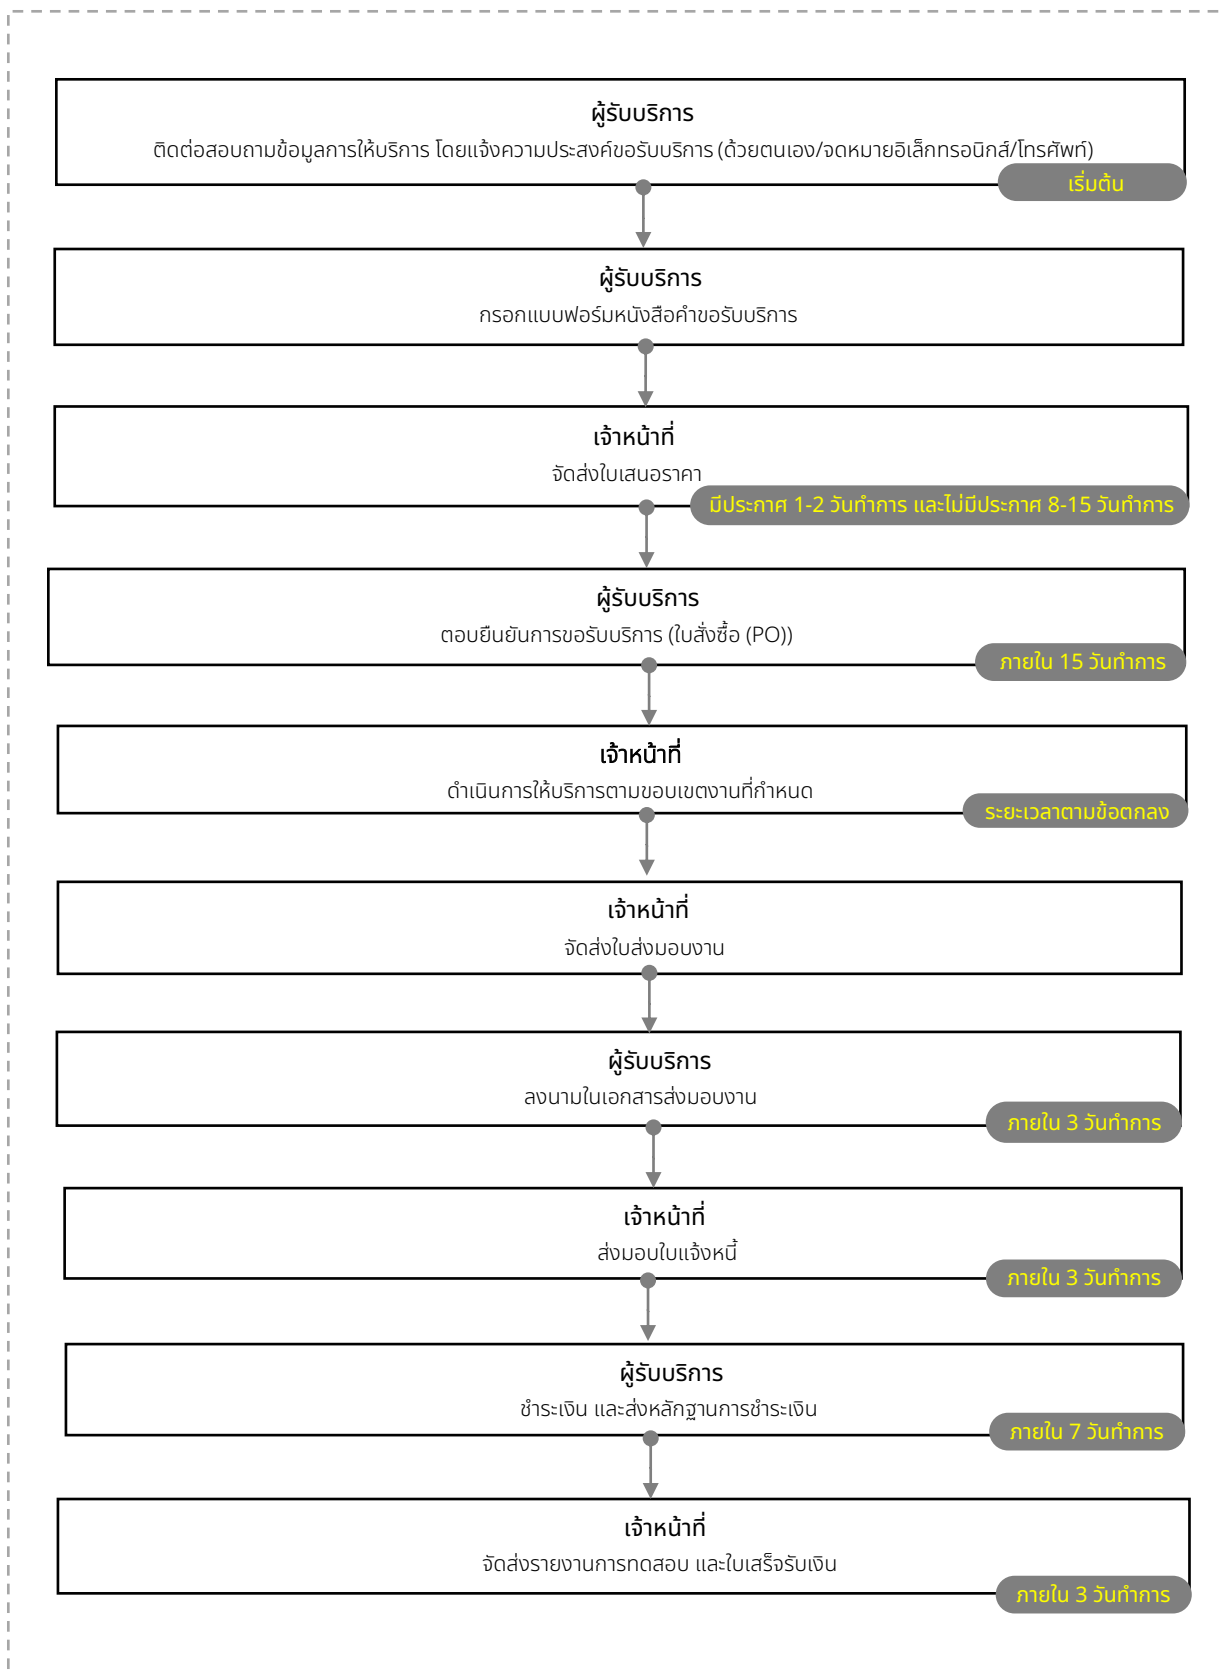 ผู้รับบริการ
ติดต่อสอบถามข้อมูลการให้บริการ โดยแจ้งความประสงค์ขอรับบริการ (ด้วยตนเอง/จดหมายอิเล็กทรอนิกส์/โทรศัพท์)
เริ่มต้น
ผู้รับบริการ
กรอกแบบฟอร์มหนังสือคำขอรับบริการ
เจ้าหน้าที่
จัดส่งใบเสนอราคา
มีประกาศ 1-2 วันทำการ และไม่มีประกาศ 8-15 วันทำการ
ผู้รับบริการ
ตอบยืนยันการขอรับบริการ (ใบสั่งซื้อ (PO))
ภายใน 15 วันทำการ
เจ้าหน้าที่
ดำเนินการให้บริการตามขอบเขตงานที่กำหนด
ระยะเวลาตามข้อตกลง
เจ้าหน้าที่
จัดส่งใบส่งมอบงาน
ผู้รับบริการ
ลงนามในเอกสารส่งมอบงาน
ภายใน 3 วันทำการ
เจ้าหน้าที่
ส่งมอบใบแจ้งหนี้
ภายใน 3 วันทำการ
ผู้รับบริการ
ชำระเงิน และส่งหลักฐานการชำระเงิน
ภายใน 7 วันทำการ
เจ้าหน้าที่
จัดส่งรายงานการทดสอบ และใบเสร็จรับเงิน
ภายใน 3 วันทำการ